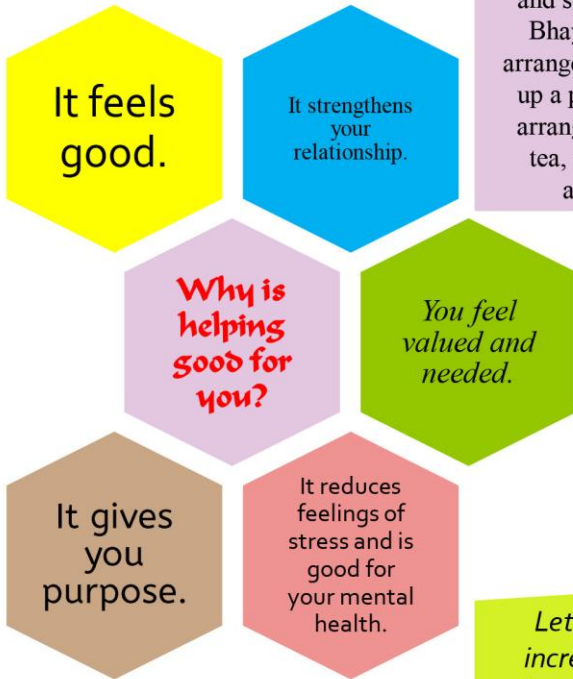 It feels
good.
It strengthens
your
relationship.
Why is
helping
good for
you?
You feel
valued and
needed.
It gives
you
purpose.
It reduces
feelings of
stress and is
good for
your mental
health.
and
Bhay
arrange
up a
arrang
tea,
a
Let
incre